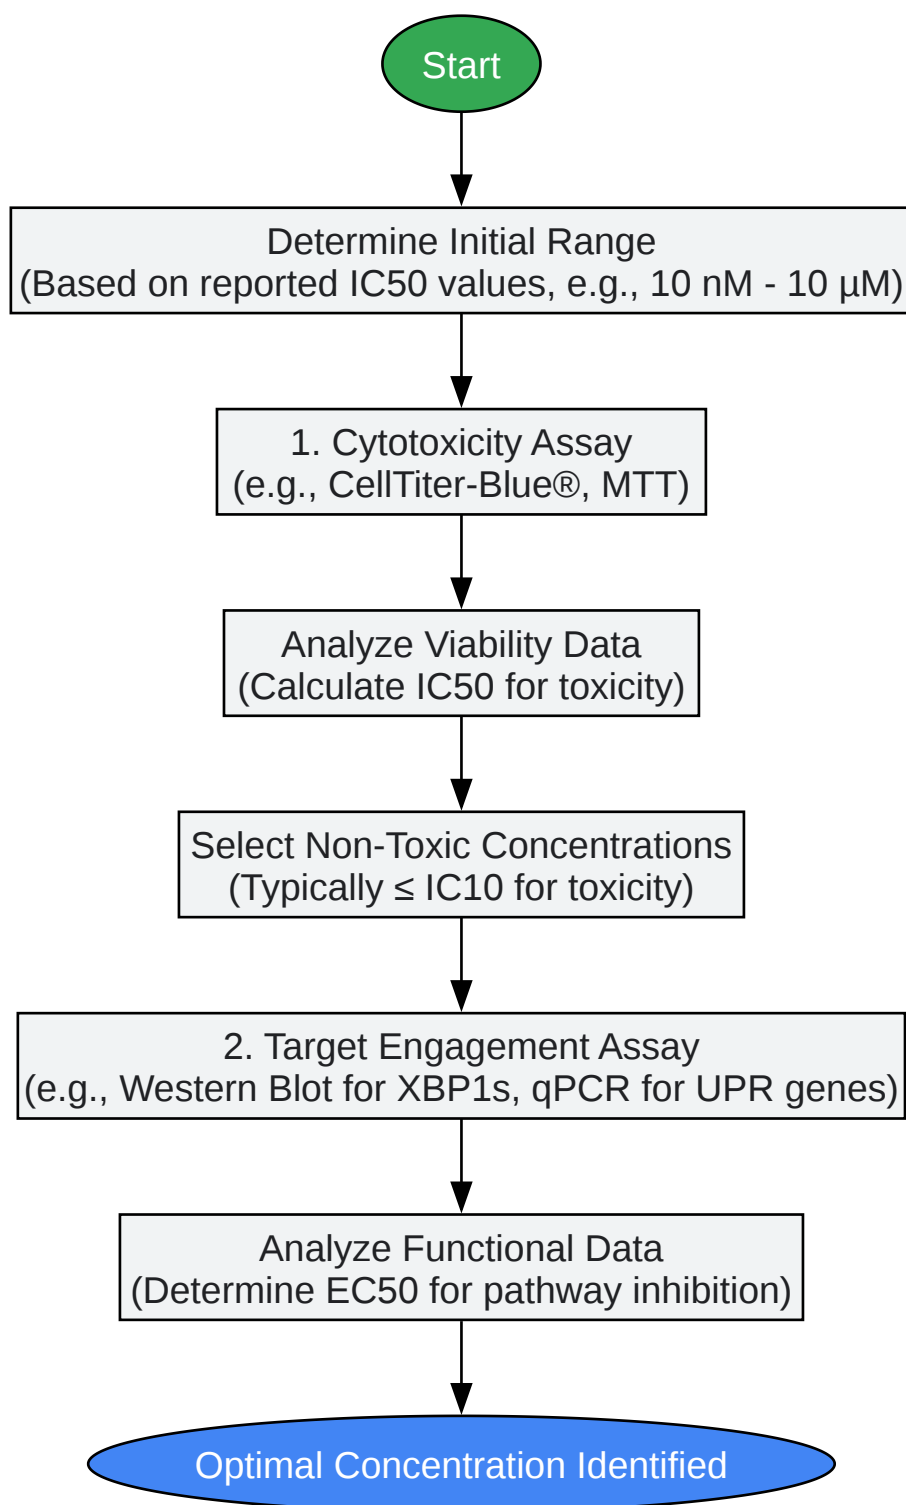 Start
Determine Initial Range
(Based on reported IC50 values, e.g., 10 nM - 10 µM)
1. Cytotoxicity Assay
(e.g., CellTiter-Blue®, MTT)
Analyze Viability Data
(Calculate IC50 for toxicity)
Select Non-Toxic Concentrations
(Typically ≤ IC10 for toxicity)
2. Target Engagement Assay
(e.g., Western Blot for XBP1s, qPCR for UPR genes)
Analyze Functional Data
(Determine EC50 for pathway inhibition)
Optimal Concentration Identified